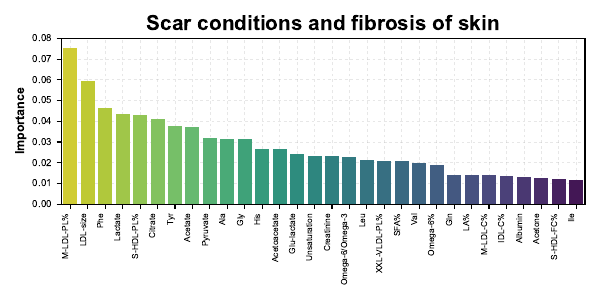 Scar conditions and fibrosis of skin
Importance
0.08
0.07
0.06
0.05
0.04
0.03
0.02
0.01
0.00
M-LDL-PL%
LDL-size
Phe
Lactate
S-HDL-PL%
Citrate
Tyr
Acetate
Pyruvate
Ala
Gly
His
Acetoacetate
Glu-lactate
Unsaturation
Creatinine
Omega-6/Omega-3
Leu
XXL-VLDL-PL%
SFA%
Val
Omega-6%
Gln
LA%
M-LDL-C%
IDL-C%
Albumin
Acetone
S-HDL-FC%
Ile